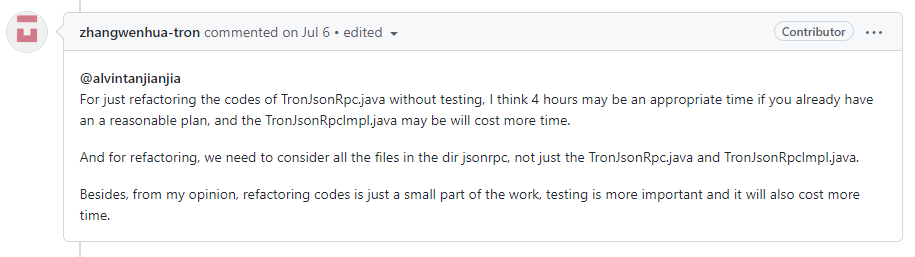 zhangwenhua-tron commented on Jul 6 • edited
Contributor
@alvintanjianjia
For just refactoring the codes of TronJsonRpc.java without testing, I think 4 hours may be an appropriate time if you already have
an a reasonable plan, and the TronJsonRpcImpl.java may be will cost more time.
And for refactoring, we need to consider all the files in the dir jsonrpc, not just the TronJsonRpc.java and TronJsonRpcImpl.java.
Besides, from my opinion, refactoring codes is just a small part of the work, testing is more important and it will also cost more
time.